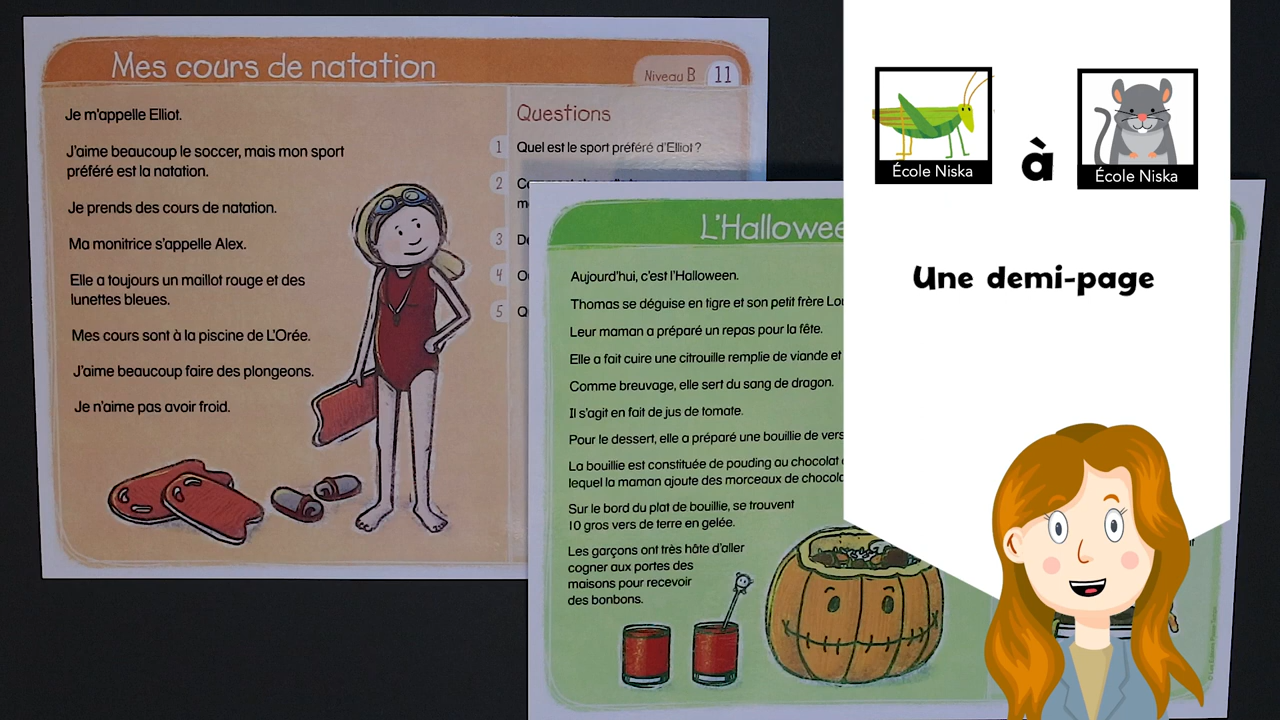 Mes cours de natation
Niveau B 11
Je m'appelle Elliot.
J'aime beaucoup le soccer, mais mon sport
préféré est la natation.
Je prends des cours de natation.
Ma monitrice s'appelle Alex.
Elle a toujours un maillot rouge et des
lunettes bleues.
Mes cours sont à la piscine de L'Orée.
J'aime beaucoup faire des plongeons.
Je n'aime pas avoir froid.
Questions
1 Quel est le sport préféré d'Elliot ?
2
3
4
5
L'Hallowee
Aujourd'hui, c'est l'Halloween.
Thomas se déguise en tigre et son petit frère
Leur maman a préparé un repas pour la fête.
Elle a fait cuire une citrouille remplie de viande et
Comme breuvage, elle sert du sang de dragon.
Il s'agit en fait de jus de tomate.
Pour le dessert, elle a préparé une bouillie de vers
La bouillie est constituée de pouding au chocolat
lequel la maman ajoute des morceaux de
Sur le bord du plat de bouillie, se trouvent
10 gros vers de terre en gelée.
Les garçons ont très hâte d'aller
cogner aux portes des
maisons pour recevoir
des bonbons.
École Niska
à
École Niska
Une demi-page